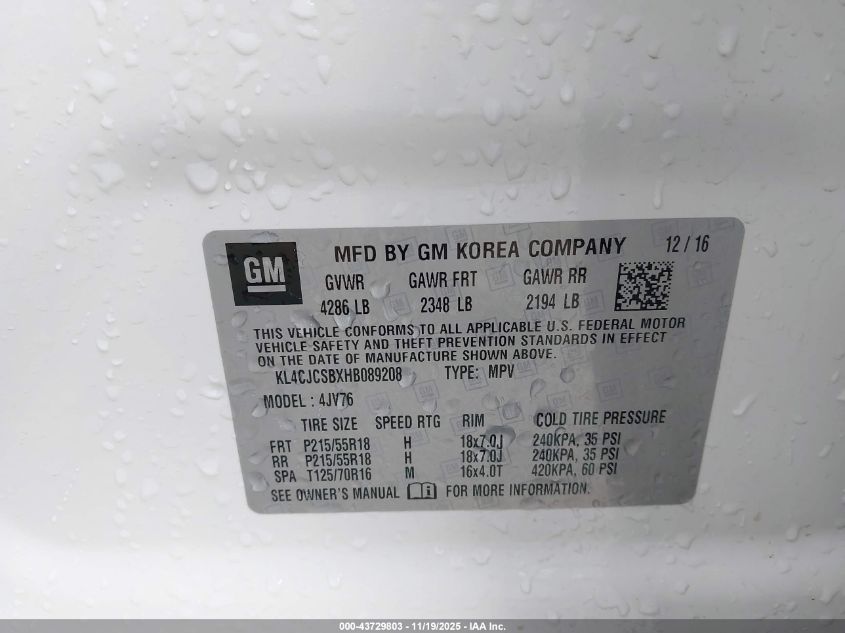 GM
MFD BY GM KOREA COMPANY 12/16
GVWR GAWR FRT GAWR RR
4286 LB 2348 LB 2194 LB
THIS VEHICLE CONFORMS TO ALL APPLICABLE U.S. FEDERAL MOTOR
VEHICLE SAFETY AND THEFT PREVENTION STANDARDS IN EFFECT
ON THE DATE OF MANUFACTURE SHOWN ABOVE.
KL4CJCSBXHB089208 TYPE: MPV
MODEL: 4JV76
TIRE SIZE SPEED RTG RIM COLD TIRE PRESSURE
FRT P215/55R18 H 18x7.0J 240KPA, 35 PSI
RR P215/55R18 H 18x7.0J 240KPA, 35 PSI
SPA T125/70R16 M 16x4.0T 420KPA, 60 PSI
SEE OWNER'S MANUAL FOR MORE INFORMATION.
000-43729803 - 11/19/2025 - IAA Inc.